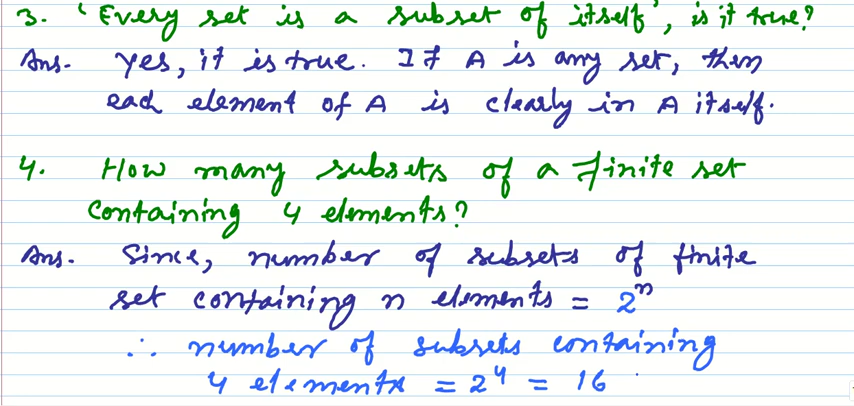 3. 'Every set is a subset of itself', is it true?
Ans. Yes, it is true. If A is any set, then
each element of A is clearly in A itself.
4. How many subsets of a finite set
containing 4 elements?
Ans. Since, number of subsets of finite
set containing n elements = 2ⁿ
∴ number of subsets containing
4 elements = 2⁴ = 16